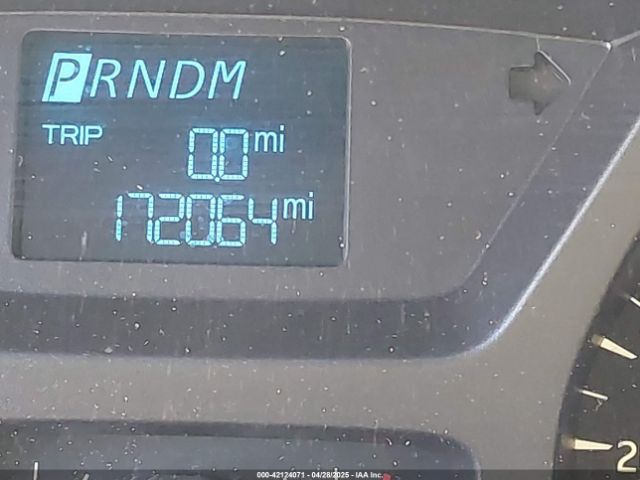 PRNDM
TRIP 0.0 mi
172064 mi
2
000-42124071 - 04/28/2025 - IAA Inc.